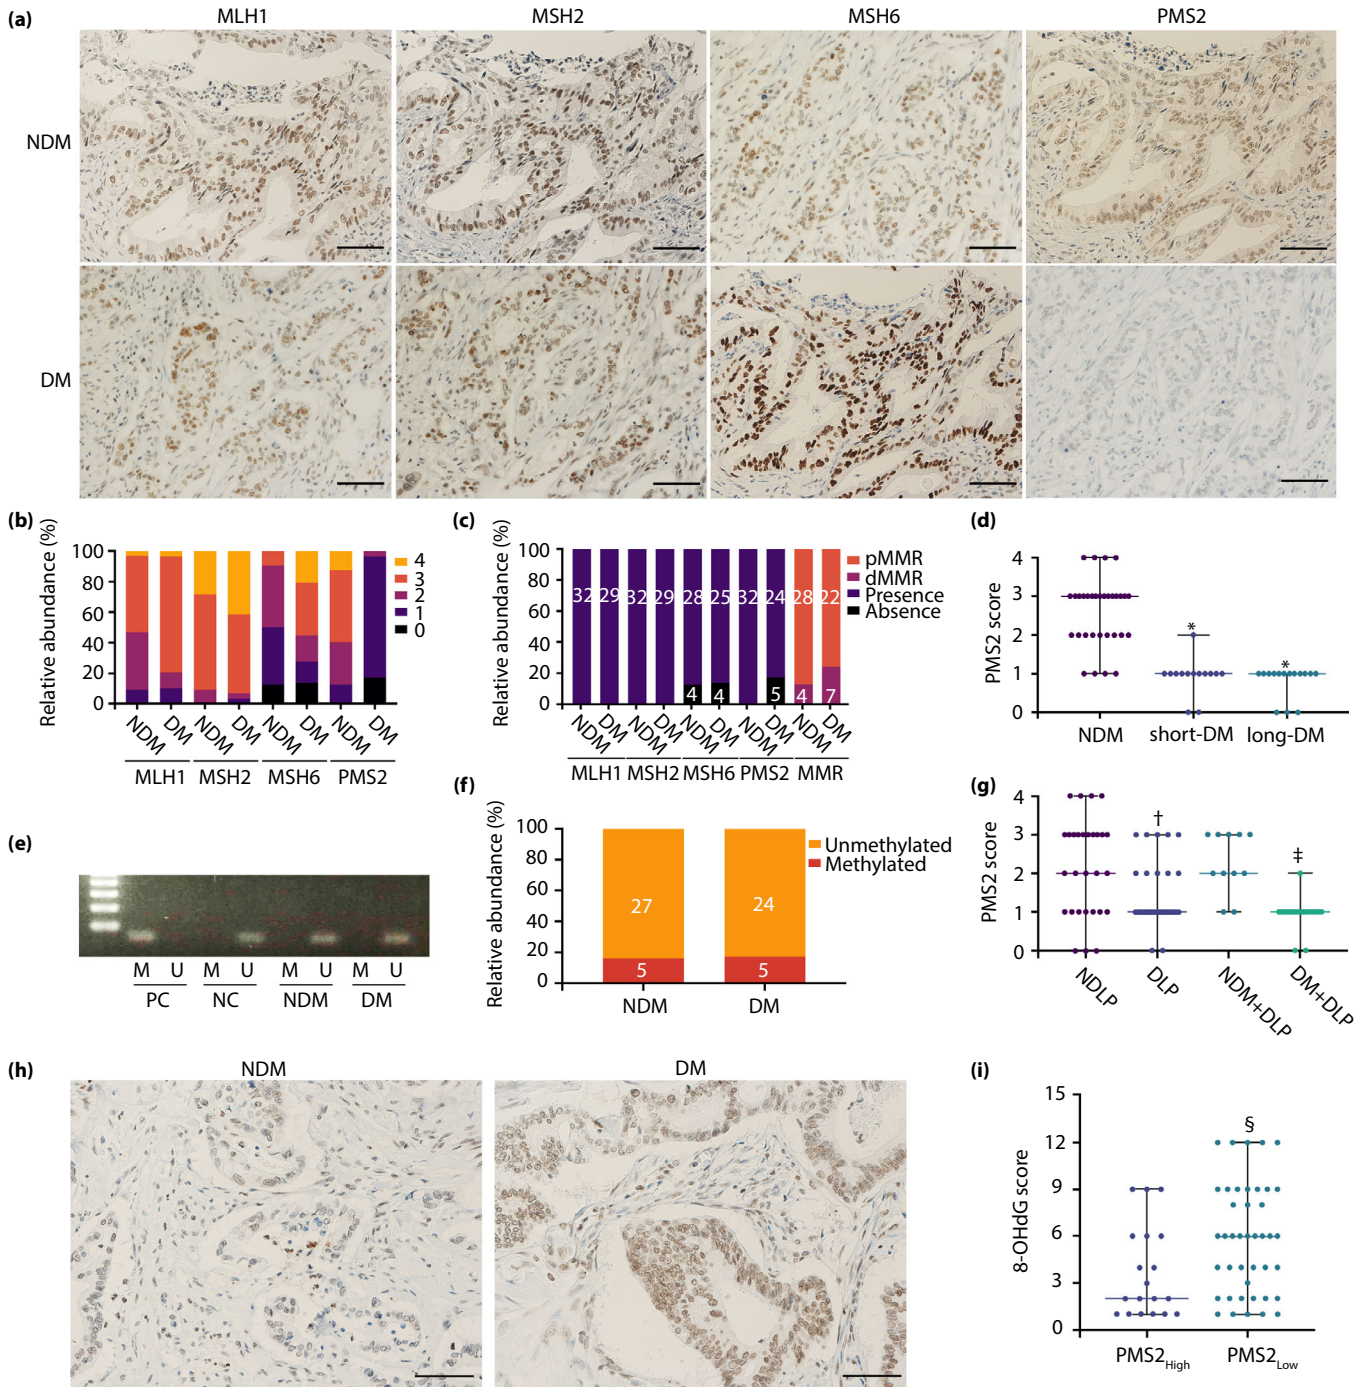 (a)
MLH1 MSH2 MSH6 PMS2
NDM
DM
(b)
Relative abundance (%)
100
80
60
40
20
0
4
3
2
1
0
NDM DM NDM DM NDM DM NDM DM
MLH1 MSH2 MSH6 PMS2
(c)
Relative abundance (%)
100
80
60
40
20
0
32 29 32 29 28 25 32 24 28 22
4 4 5 4 7
pMMR
dMMR
Presence
Absence
NDM DM NDM DM NDM DM NDM DM NDM DM
MLH1 MSH2 MSH6 PMS2 MMR
(d)
PMS2 score
4
3
2
1
0
* *
NDM short-DM long-DM
(e)
M U M U M U M U
PC NC NDM DM
(f)
Relative abundance (%)
100
80
60
40
20
0
27 24
5 5
Unmethylated
Methylated
NDM DM
(g)
PMS2 score
4
3
2
1
0
† ‡
NDLP DLP NDM+DLP DM+DLP
(h)
NDM DM
(i)
8-OHdG score
15
12
9
6
3
0
§
PMS2High PMS2Low